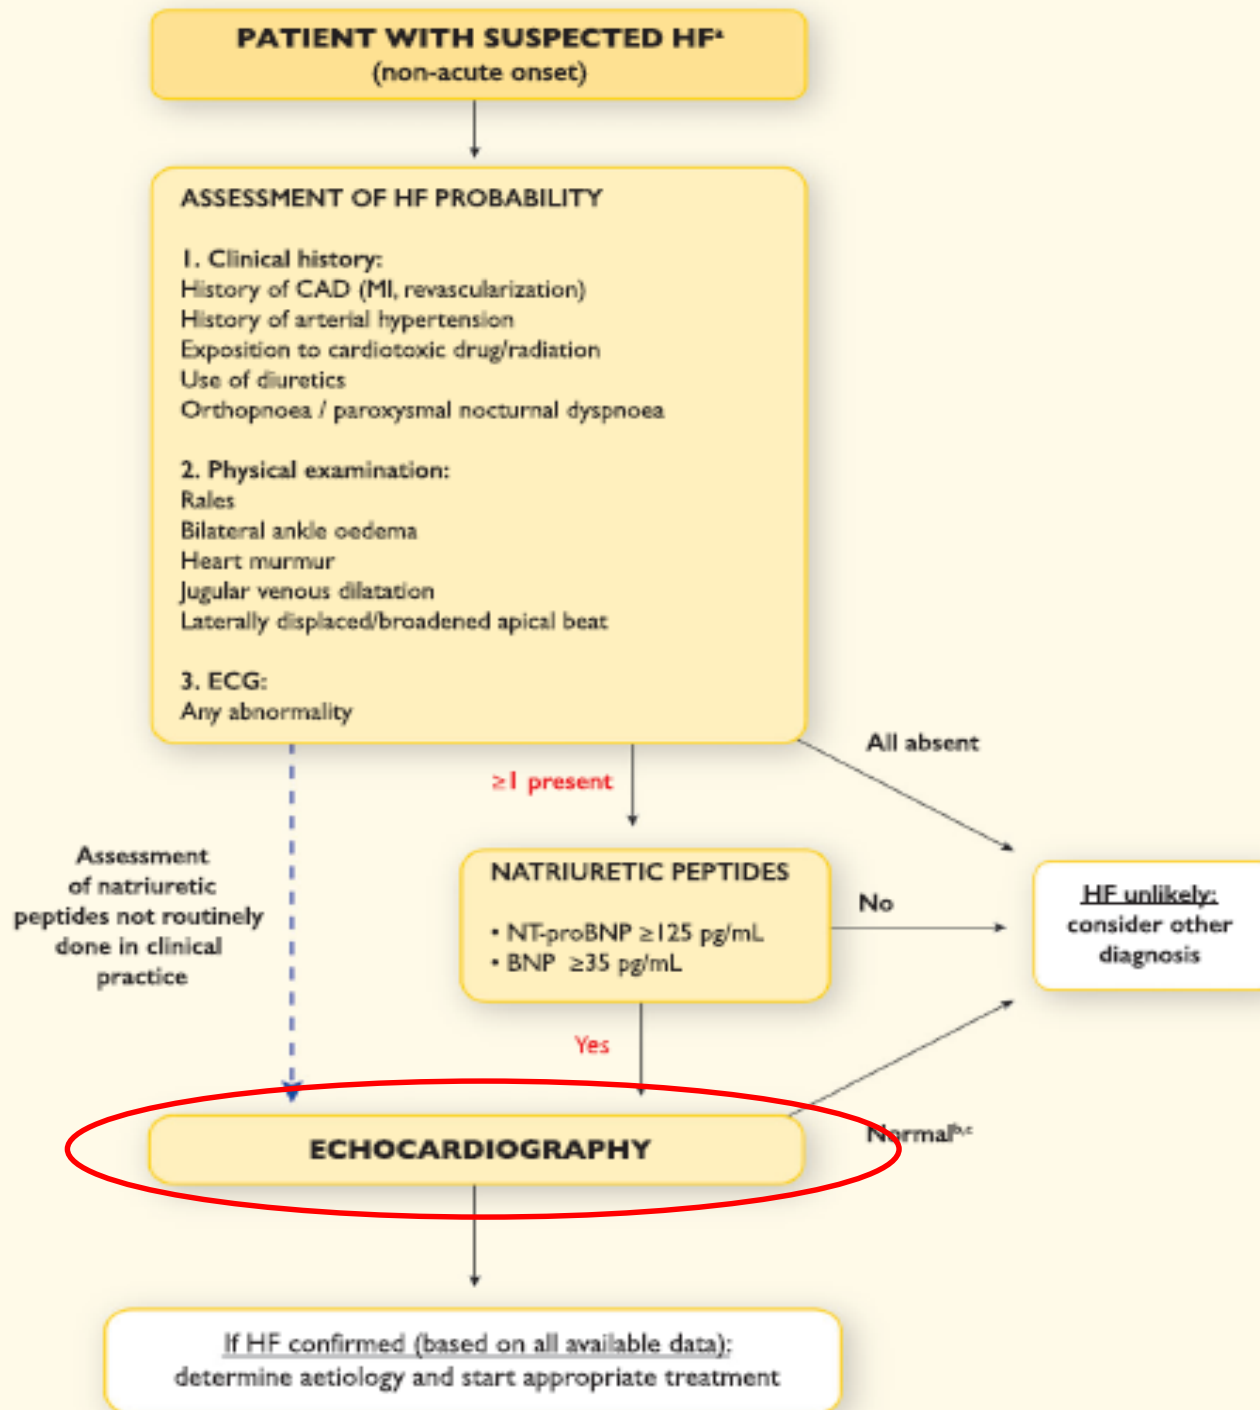 PATIENT WITH SUSPECTED HFᵃ
(non-acute onset)
ASSESSMENT OF HF PROBABILITY
1. Clinical history:
History of CAD (MI, revascularization)
History of arterial hypertension
Exposition to cardiotoxic drug/radiation
Use of diuretics
Orthopnoea / paroxysmal nocturnal dyspnoea
2. Physical examination:
Rales
Bilateral ankle oedema
Heart murmur
Jugular venous dilatation
Laterally displaced/broadened apical beat
3. ECG:
Any abnormality
All absent
≥1 present
Assessment
of natriuretic
peptides not routinely
done in clinical
practice
NATRIURETIC PEPTIDES
• NT-proBNP ≥125 pg/mL
• BNP ≥35 pg/mL
No
HF unlikely:
consider other
diagnosis
Yes
Normalᵇ,ᶜ
ECHOCARDIOGRAPHY
If HF confirmed (based on all available data):
determine aetiology and start appropriate treatment